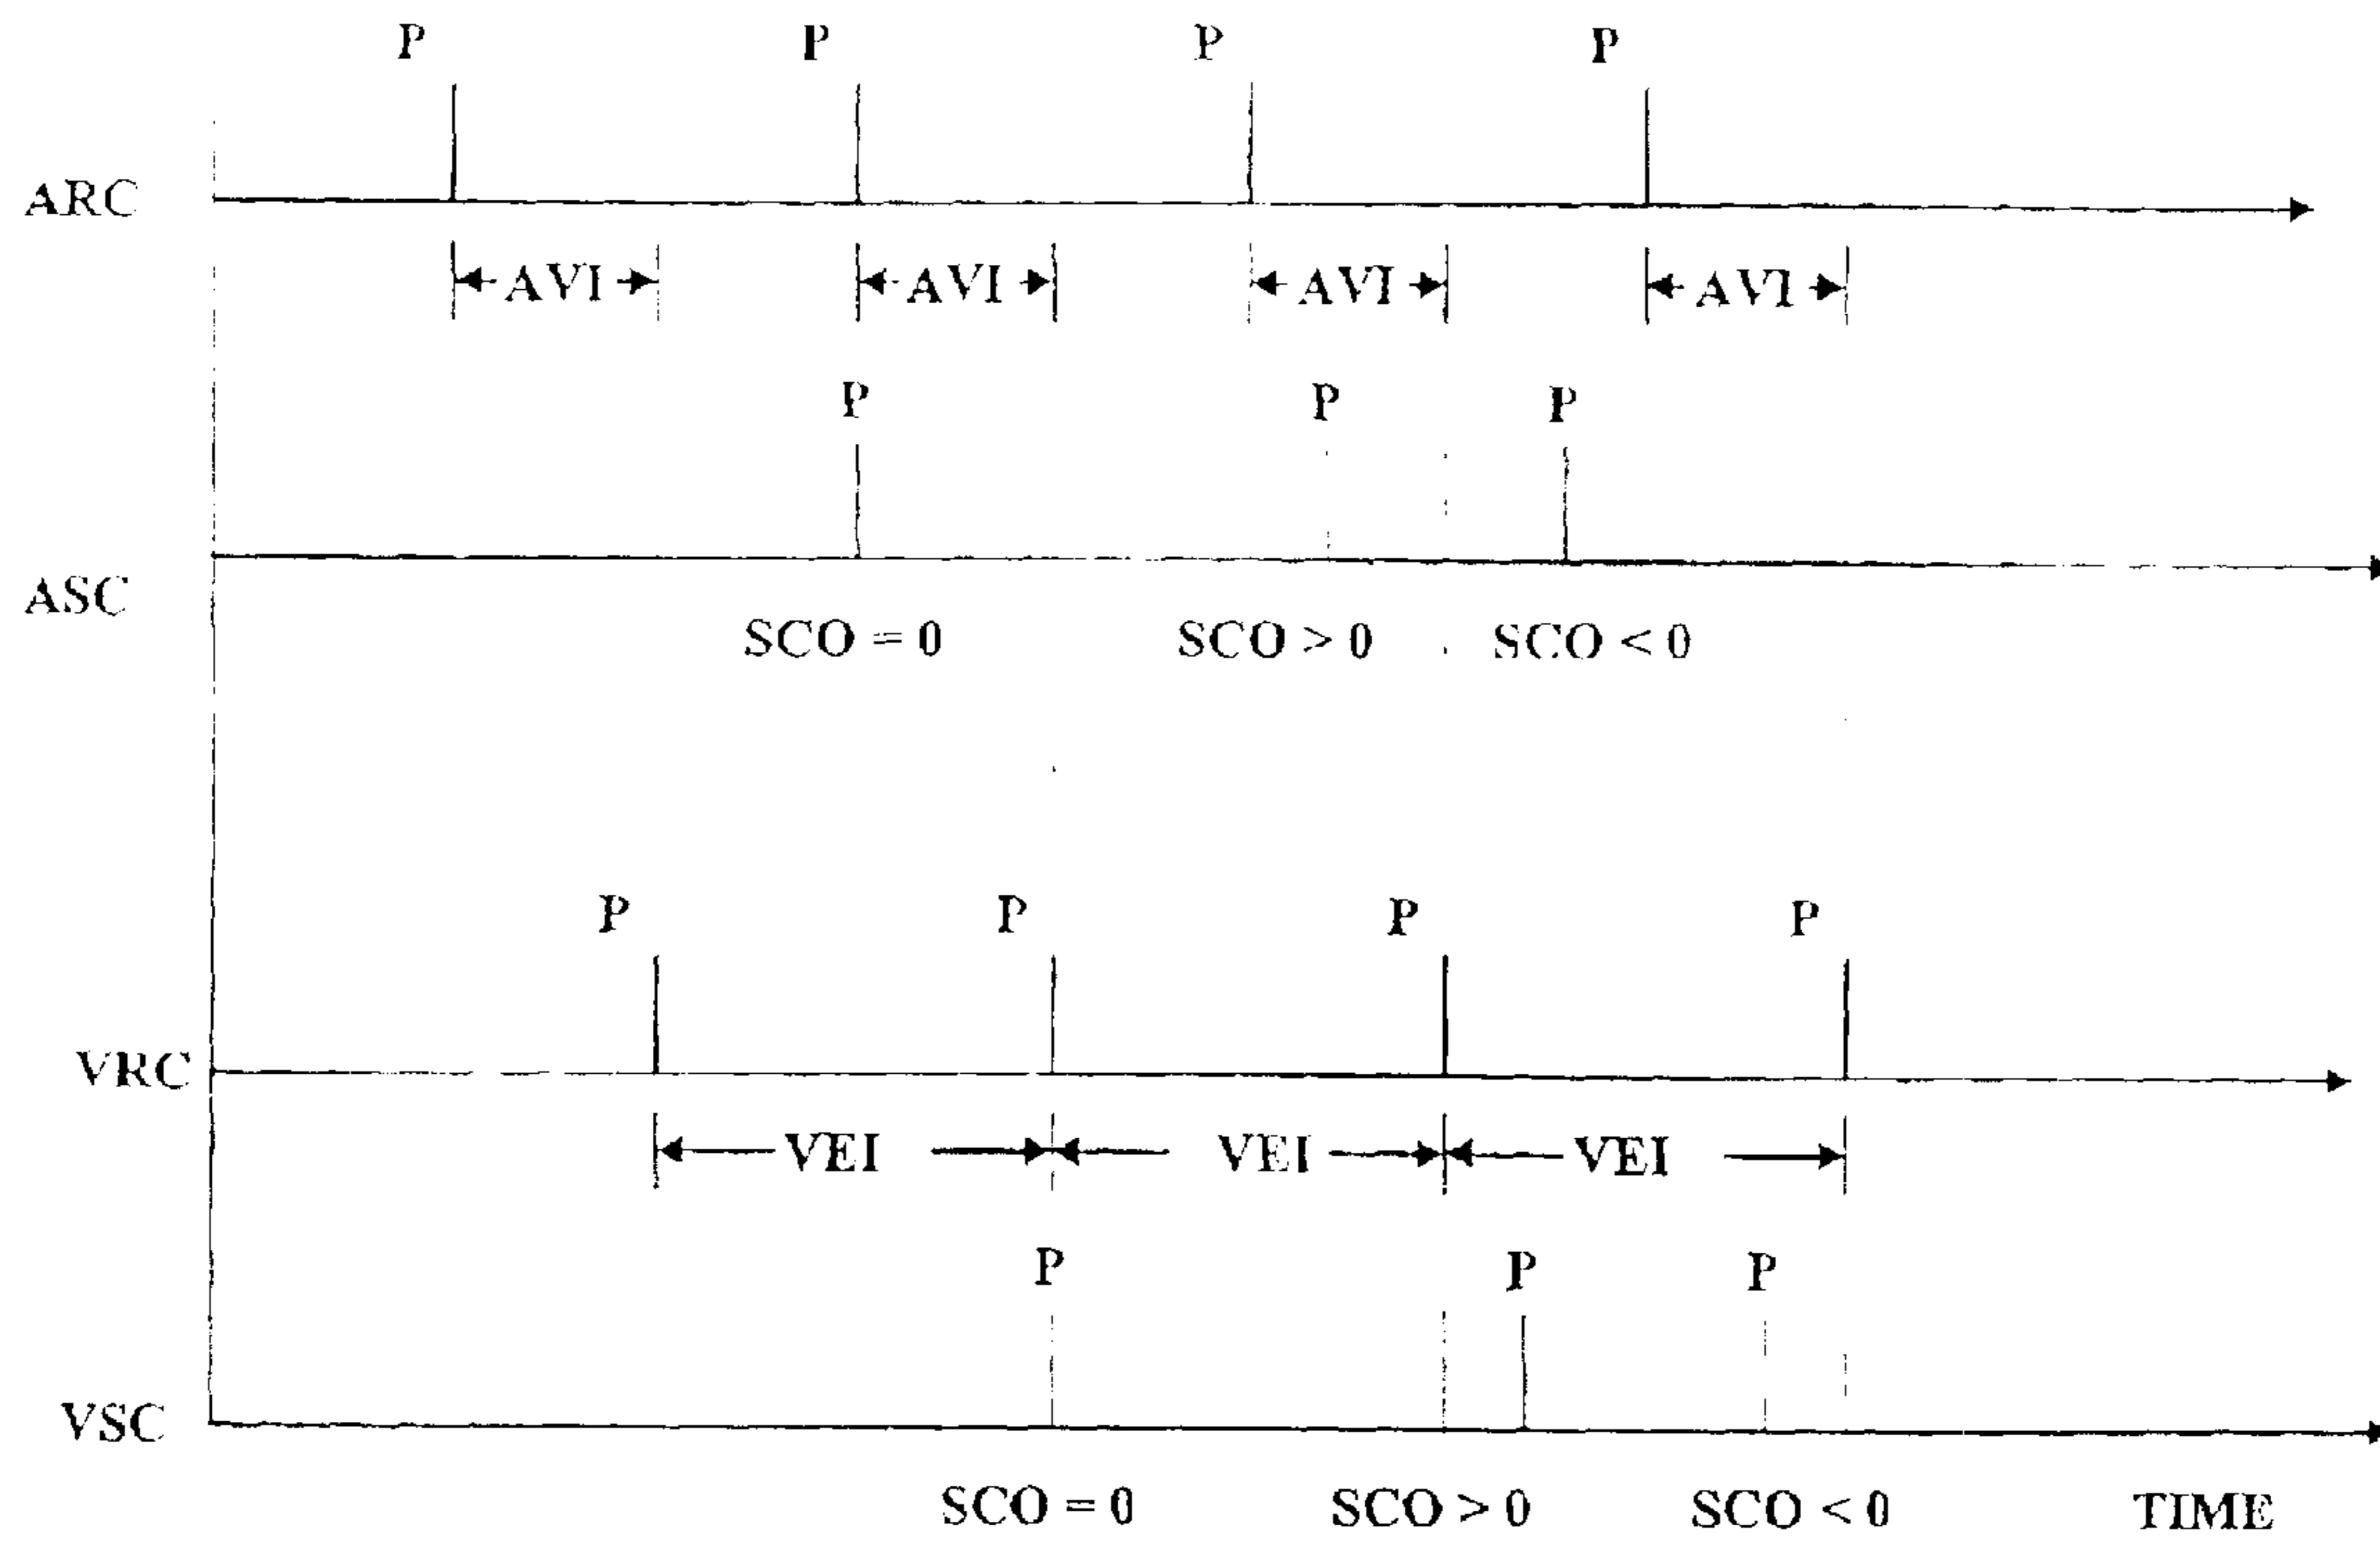 P P P P
ARC
AVI AVI AVI AVI
P P P
ASC
SCO = 0 SCO > 0 SCO < 0
P P P P
VRC
VEI VEI VEI
P P P
VSC
SCO = 0 SCO > 0 SCO < 0 TIME